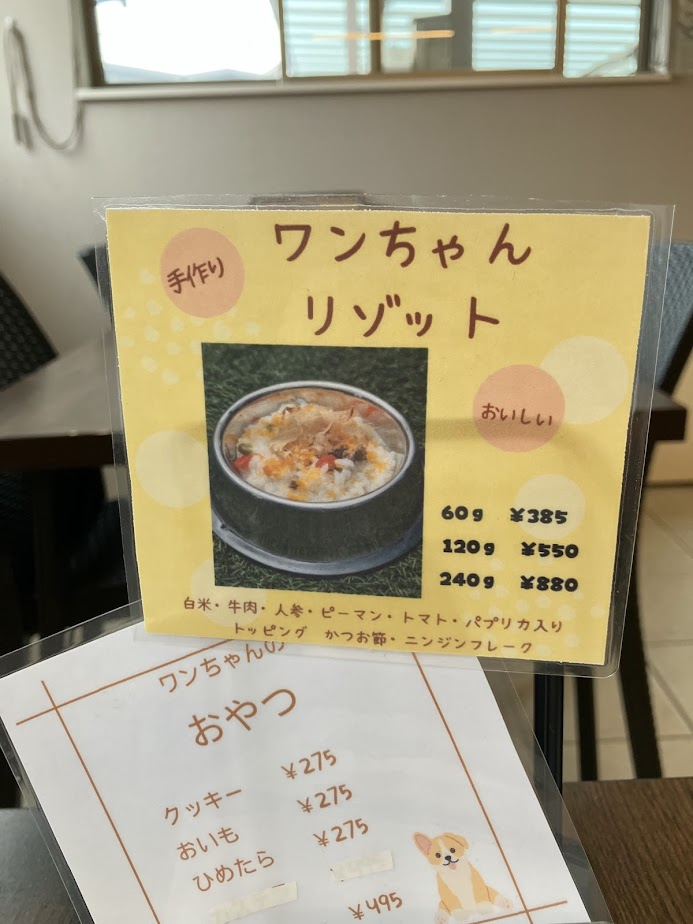 手作り
ワンちゃん
リゾット
おいしい
60g ¥385
120g ¥550
240g ¥880
白米・牛肉・人参・ピーマン・トマト・パプリカ入り
トッピング かつお節・ニンジンフレーク
ワンちゃんの
おやつ
クッキー ¥275
おいも ¥275
ひめたら ¥275
¥495